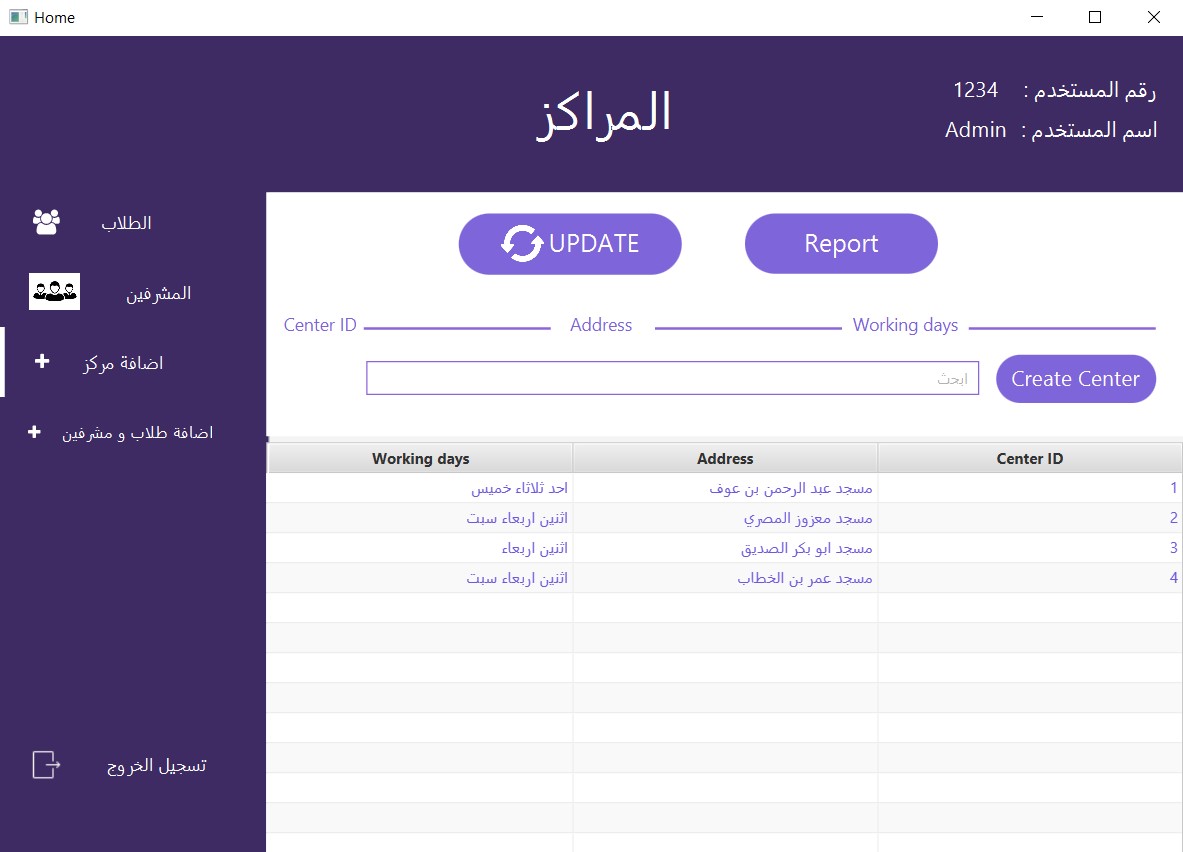 Home
المراكز
رقم المستخدم : 1234
اسم المستخدم : Admin
الطلاب
المشرفين
اضافة مركز
اضافة طلاب و مشرفين
تسجيل الخروج
UPDATE Report
Center ID Address Working days
ابحث Create Center
Working days Address Center ID
احد ثلاثاء خميس مسجد عبد الرحمن بن عوف 1
اثنين اربعاء سبت مسجد معزوز المصري 2
اثنين اربعاء مسجد ابو بكر الصديق 3
اثنين اربعاء سبت مسجد عمر بن الخطاب 4